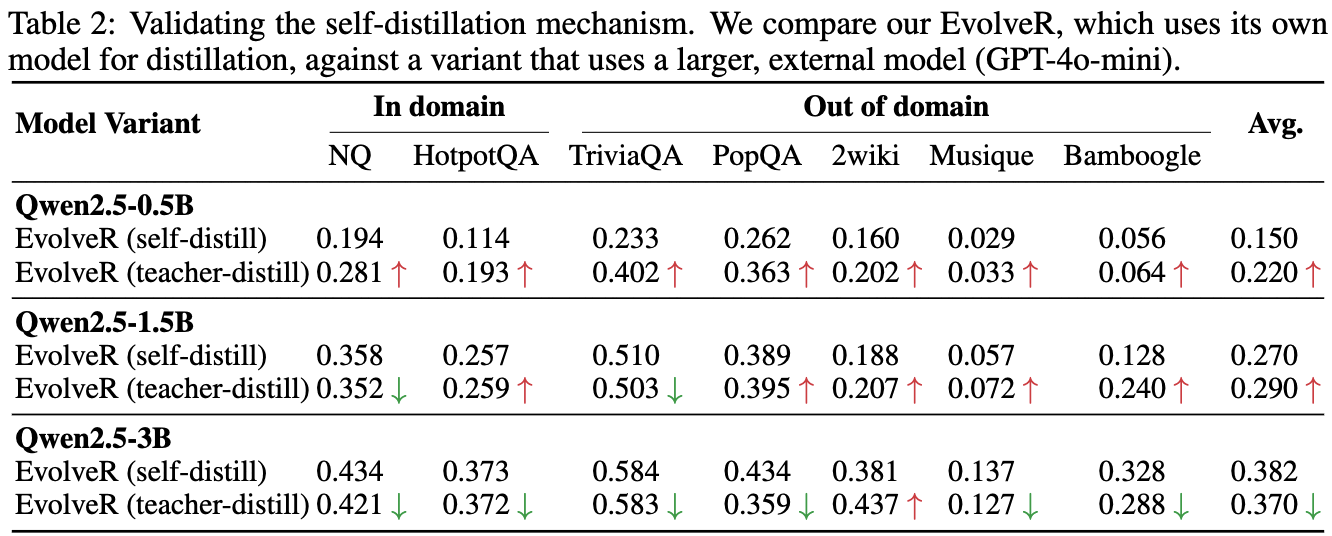 Table 2: Validating the self-distillation mechanism. We compare our EvolveR, which uses its own
model for distillation, against a variant that uses a larger, external model (GPT-4o-mini).
Model Variant In domain Out of domain Avg.
NQ HotpotQA TriviaQA PopQA 2wiki Musique Bamboogle
Qwen2.5-0.5B
EvolveR (self-distill) 0.194 0.114 0.233 0.262 0.160 0.029 0.056 0.150
EvolveR (teacher-distill) 0.281 ↑ 0.193 ↑ 0.402 ↑ 0.363 ↑ 0.202 ↑ 0.033 ↑ 0.064 ↑ 0.220 ↑
Qwen2.5-1.5B
EvolveR (self-distill) 0.358 0.257 0.510 0.389 0.188 0.057 0.128 0.270
EvolveR (teacher-distill) 0.352 ↓ 0.259 ↑ 0.503 ↓ 0.395 ↑ 0.207 ↑ 0.072 ↑ 0.240 ↑ 0.290 ↑
Qwen2.5-3B
EvolveR (self-distill) 0.434 0.373 0.584 0.434 0.381 0.137 0.328 0.382
EvolveR (teacher-distill) 0.421 ↓ 0.372 ↓ 0.583 ↓ 0.359 ↓ 0.437 ↑ 0.127 ↓ 0.288 ↓ 0.370 ↓